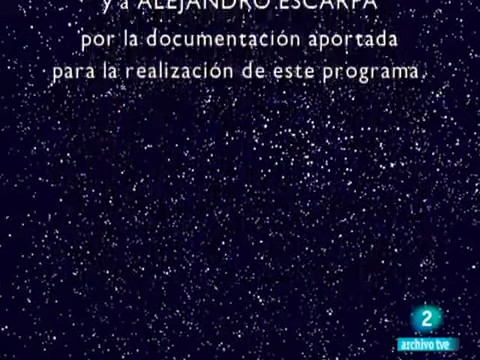 y a ALEJANDRO ESCARPA
por la documentación aportada
para la realización de este programa.
2
archivo tve